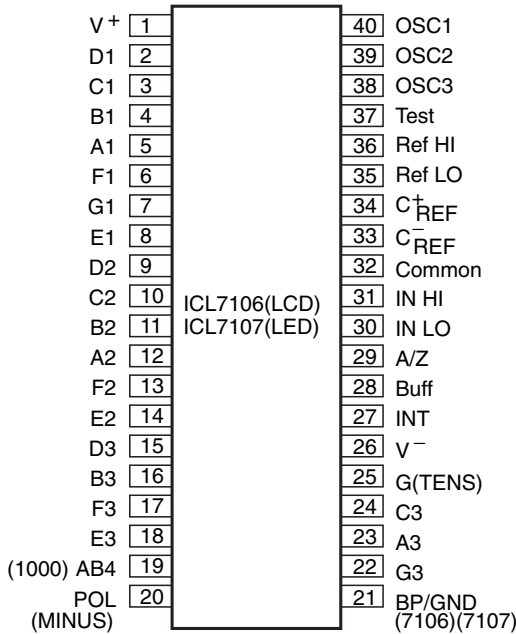 V+ 1 40 OSC1
D1 2 39 OSC2
C1 3 38 OSC3
B1 4 37 Test
A1 5 36 Ref HI
F1 6 35 Ref LO
G1 7 34 C+REF
E1 8 33 C−REF
D2 9 32 Common
C2 10 ICL7106(LCD) 31 IN HI
B2 11 ICL7107(LED) 30 IN LO
A2 12 29 A/Z
F2 13 28 Buff
E2 14 27 INT
D3 15 26 V−
B3 16 25 G(TENS)
F3 17 24 C3
E3 18 23 A3
(1000) AB4 19 22 G3
POL 20 21 BP/GND
(MINUS) (7106)(7107)